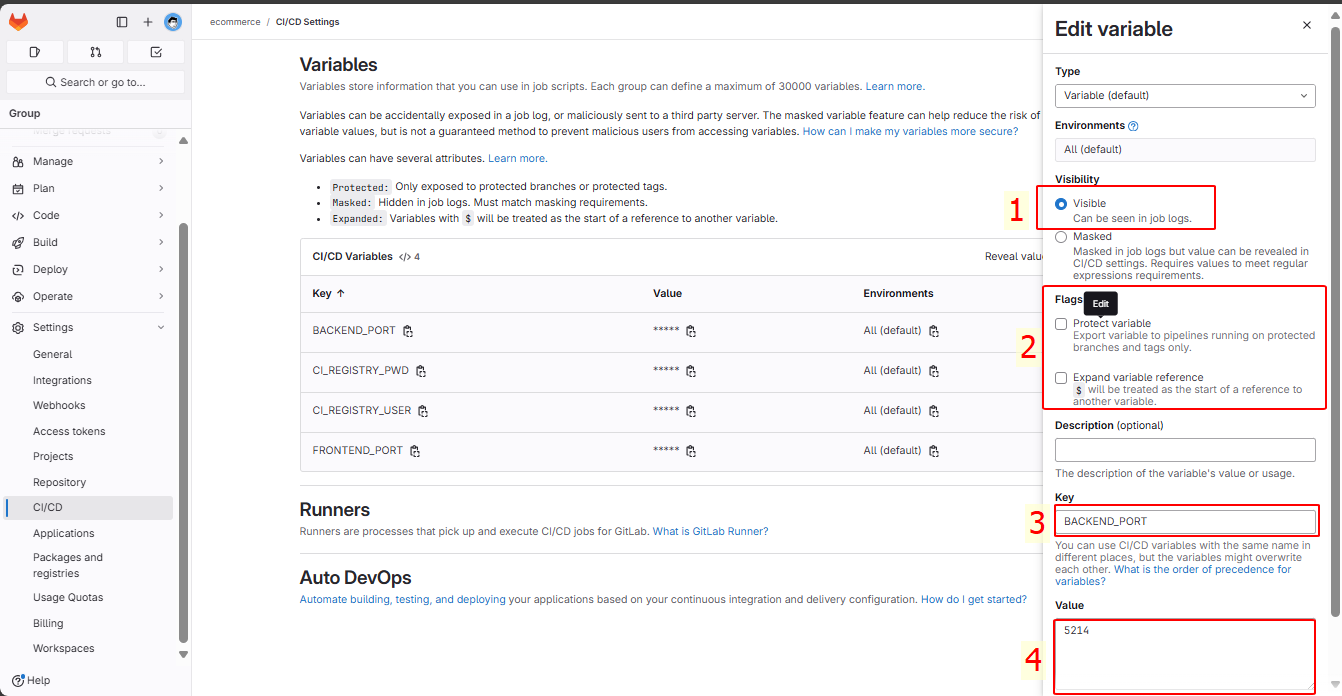 ecommerce / CI/CD Settings
Search or go to...
Group
Merge requests
Manage
Plan
Code
Build
Deploy
Operate
Settings
General
Integrations
Webhooks
Access tokens
Projects
Repository
CI/CD
Applications
Packages and
registries
Usage Quotas
Billing
Workspaces
Help
Variables
Variables store information that you can use in job scripts. Each group can define a maximum of 30000 variables. Learn more.
Variables can be accidentally exposed in a job log, or maliciously sent to a third party server. The masked variable feature can help reduce the risk of
variable values, but is not a guaranteed method to prevent malicious users from accessing variables. How can I make my variables more secure?
Variables can have several attributes. Learn more.
• Protected: Only exposed to protected branches or protected tags.
• Masked: Hidden in job logs. Must match masking requirements.
• Expanded: Variables with $ will be treated as the start of a reference to another variable.
CI/CD Variables </> 4
Reveal valu
Key ↑ Value Environments
BACKEND_PORT ***** All (default)
CI_REGISTRY_PWD ***** All (default)
CI_REGISTRY_USER ***** All (default)
FRONTEND_PORT ***** All (default)
Runners
Runners are processes that pick up and execute CI/CD jobs for GitLab. What is GitLab Runner?
Auto DevOps
Automate building, testing, and deploying your applications based on your continuous integration and delivery configuration. How do I get started?
Edit variable
Type
Variable (default)
Environments
All (default)
Visibility
1
Visible
Can be seen in job logs.
Masked
Masked in job logs but value can be revealed in
CI/CD settings. Requires values to meet regular
expressions requirements.
Flags
Edit
2
Protect variable
Export variable to pipelines running on protected
branches and tags only.
Expand variable reference
$ will be treated as the start of a reference to
another variable.
Description (optional)
The description of the variable's value or usage.
Key
3
BACKEND_PORT
You can use CI/CD variables with the same name in
different places, but the variables might overwrite
each other. What is the order of precedence for
variables?
Value
4
5214